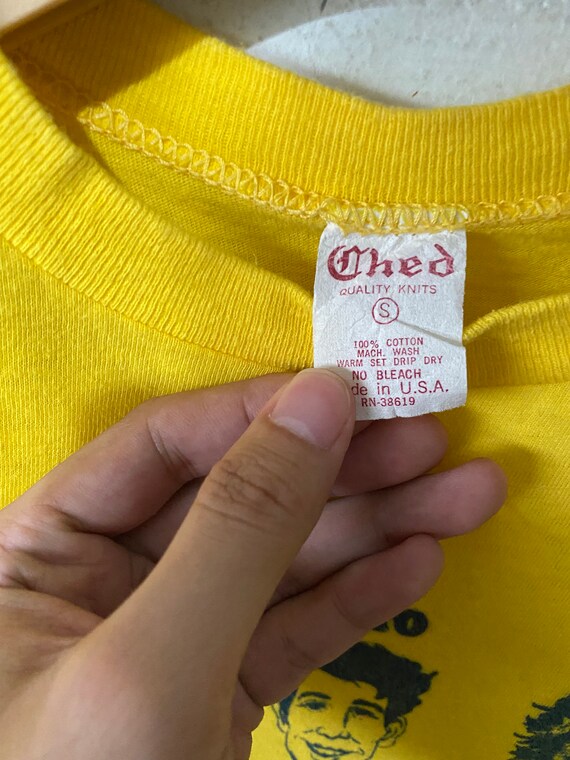 Ched
QUALITY KNITS
S
100% COTTON
MACH. WASH
WARM SET DRIP DRY
NO BLEACH
de in U.S.A.
RN-38619